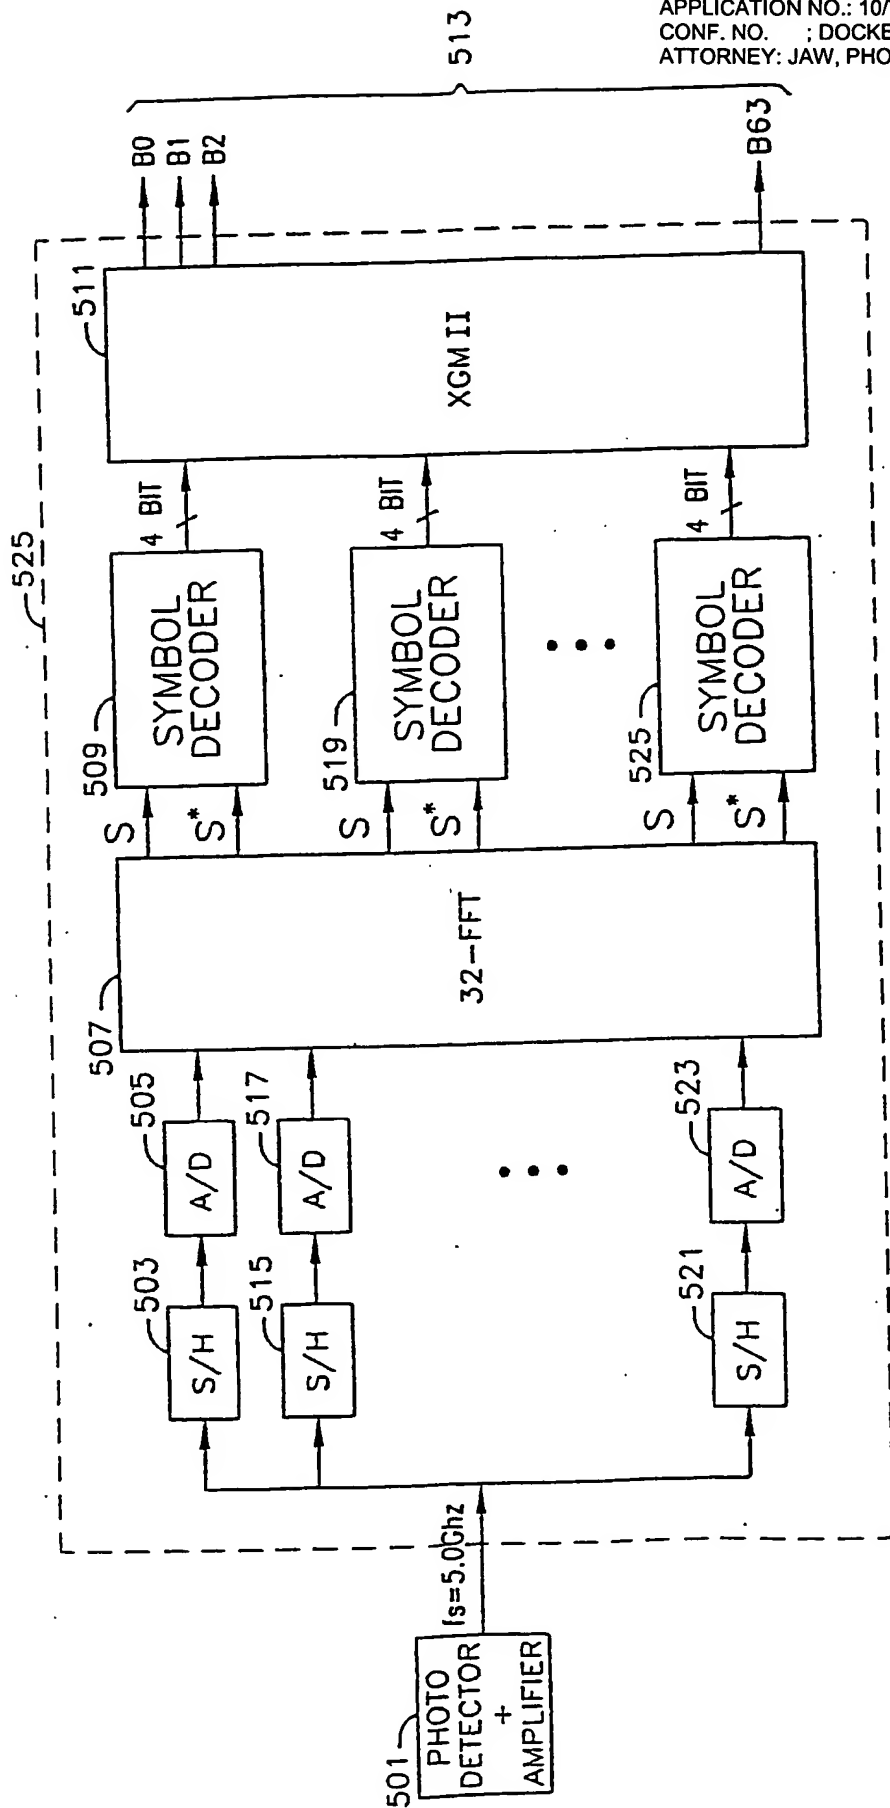 APPLICATION NO.: 10/
CONF. NO. ; DOCKE
ATTORNEY: JAW, PHO
513
B0
B1
B2
B63
525
511
XGM II
4 BIT
4 BIT
4 BIT
509
SYMBOL
DECODER
519
SYMBOL
DECODER
525
SYMBOL
DECODER
S
S*
S
S*
S
S*
507
32-FFT
505
A/D
517
A/D
523
A/D
503
S/H
515
S/H
521
S/H
fs=5.0Ghz
501
PHOTO
DETECTOR
+
AMPLIFIER